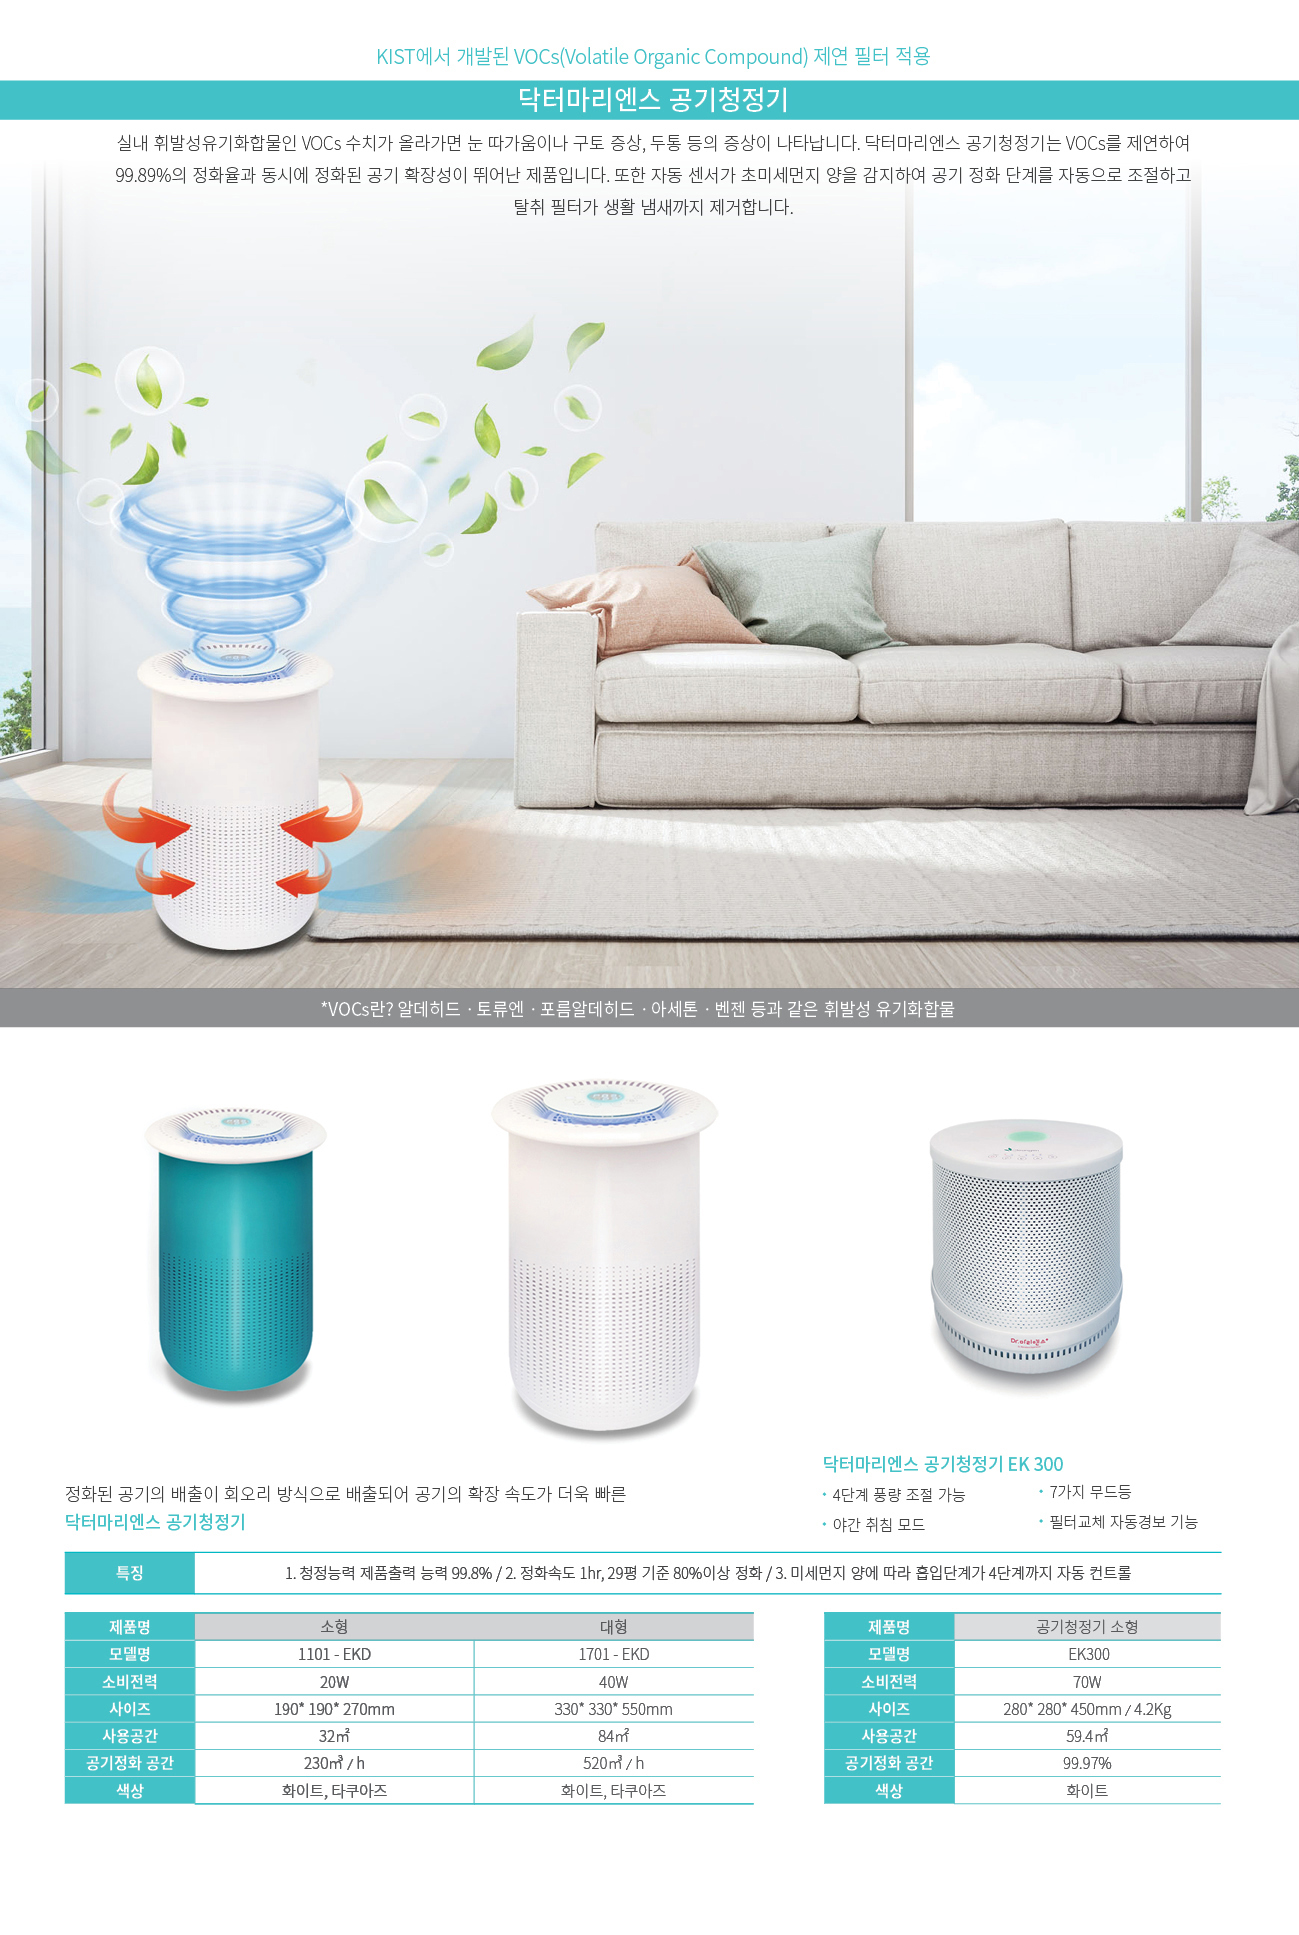 KIST에서 개발된 VOCs(Volatile Organic Compound) 제연 필터 적용
닥터마리엔스 공기청정기
실내 휘발성유기화합물인 VOCs 수치가 올라가면 눈 따가움이나 구토 증상, 두통 등의 증상이 나타납니다. 닥터마리엔스 공기청정기는 VOCs를 제연하여
99.89%의 정화율과 동시에 정화된 공기 확장성이 뛰어난 제품입니다. 또한 자동 센서가 초미세먼지 양을 감지하여 공기 정화 단계를 자동으로 조절하고
탈취 필터가 생활 냄새까지 제거합니다.
*VOCs란? 알데히드 · 토류엔 · 포름알데히드 · 아세톤 · 벤젠 등과 같은 휘발성 유기화합물
정화된 공기의 배출이 회오리 방식으로 배출되어 공기의 확장 속도가 더욱 빠른
닥터마리엔스 공기청정기
닥터마리엔스 공기청정기 EK 300
· 4단계 풍량 조절 가능 · 7가지 무드등
· 야간 취침 모드 · 필터교체 자동경보 기능
특징 1. 청정능력 제품출력 능력 99.8% / 2. 정화속도 1hr, 29평 기준 80%이상 정화 / 3. 미세먼지 양에 따라 흡입단계가 4단계까지 자동 컨트롤
제품명 소형 대형
모델명 1101 - EKD 1701 - EKD
소비전력 20W 40W
사이즈 190* 190* 270mm 330* 330* 550mm
사용공간 32㎡ 84㎡
공기정화 공간 230㎥ / h 520㎥ / h
색상 화이트, 타쿠아즈 화이트, 타쿠아즈
제품명 공기청정기 소형
모델명 EK300
소비전력 70W
사이즈 280* 280* 450mm / 4.2Kg
사용공간 59.4㎡
공기정화 공간 99.97%
색상 화이트